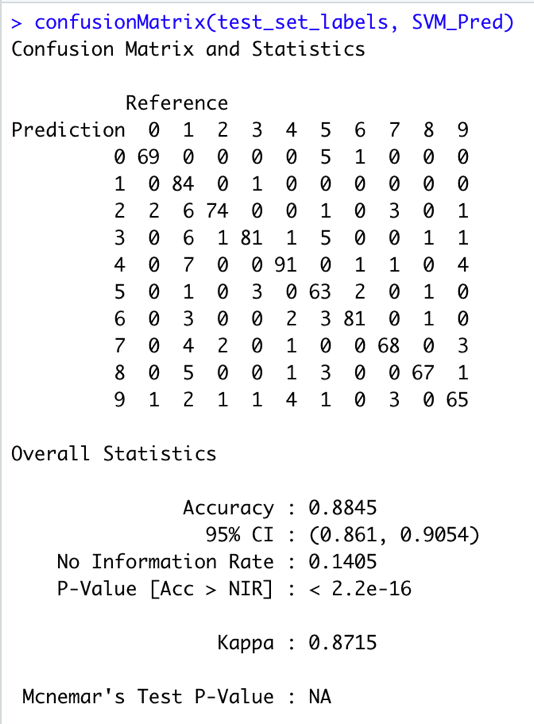 > confusionMatrix(test_set_labels, SVM_Pred)
Confusion Matrix and Statistics
Reference
Prediction 0 1 2 3 4 5 6 7 8 9
0 69 0 0 0 0 5 1 0 0 0
1 0 84 0 1 0 0 0 0 0 0
2 2 6 74 0 0 1 0 3 0 1
3 0 6 1 81 1 5 0 0 1 1
4 0 7 0 0 91 0 1 1 0 4
5 0 1 0 3 0 63 2 0 1 0
6 0 3 0 0 2 3 81 0 1 0
7 0 4 2 0 1 0 0 68 0 3
8 0 5 0 0 1 3 0 0 67 1
9 1 2 1 1 4 1 0 3 0 65
Overall Statistics
Accuracy : 0.8845
95% CI : (0.861, 0.9054)
No Information Rate : 0.1405
P-Value [Acc > NIR] : < 2.2e-16
Kappa : 0.8715
Mcnemar's Test P-Value : NA